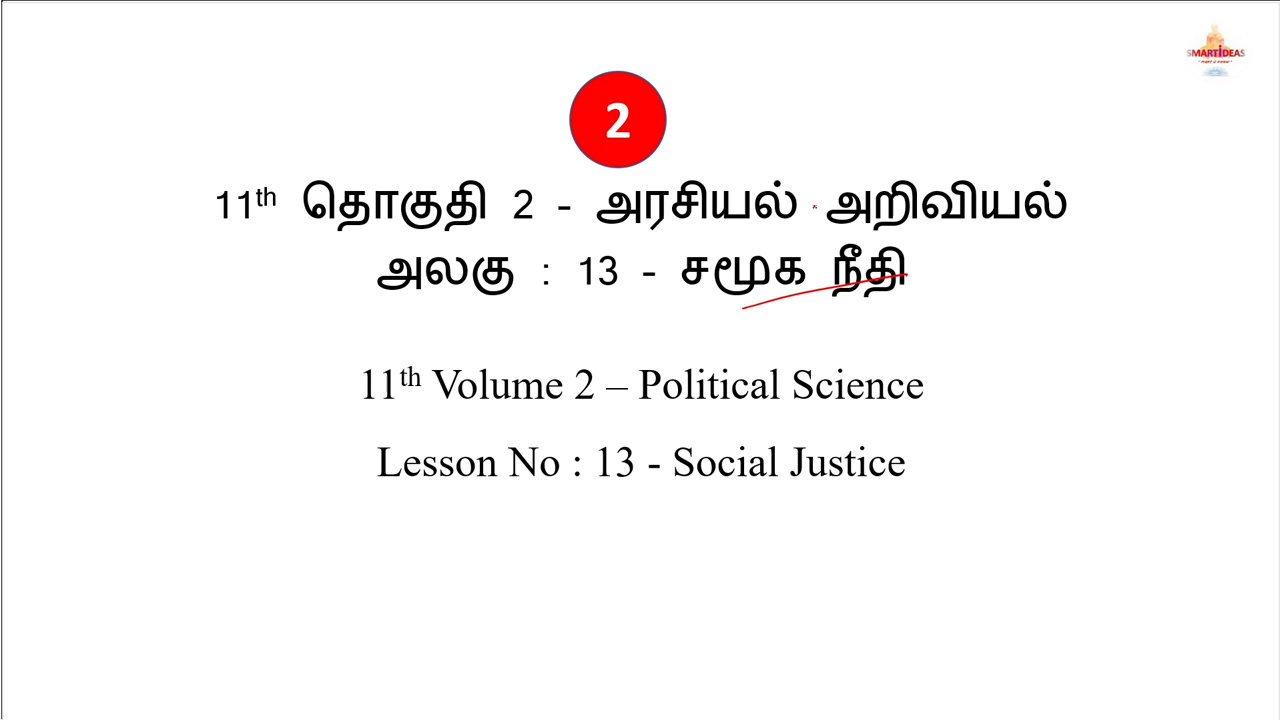 SMARTIDEAS
2
11th தொகுதி 2 - அரசியல் அறிவியல்
அலகு : 13 - சமூக நீதி
11th Volume 2 – Political Science
Lesson No : 13 - Social Justice